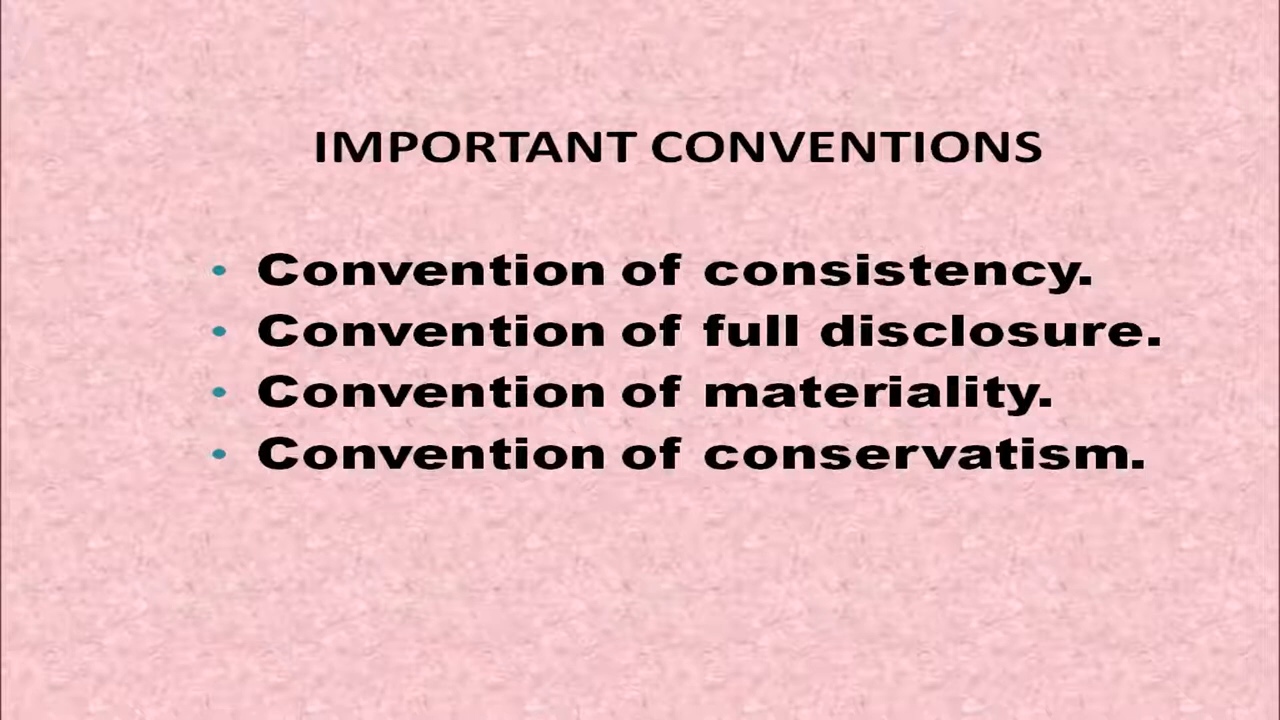 IMPORTANT CONVENTIONS
• Convention of consistency.
• Convention of full disclosure.
• Convention of materiality.
• Convention of conservatism.